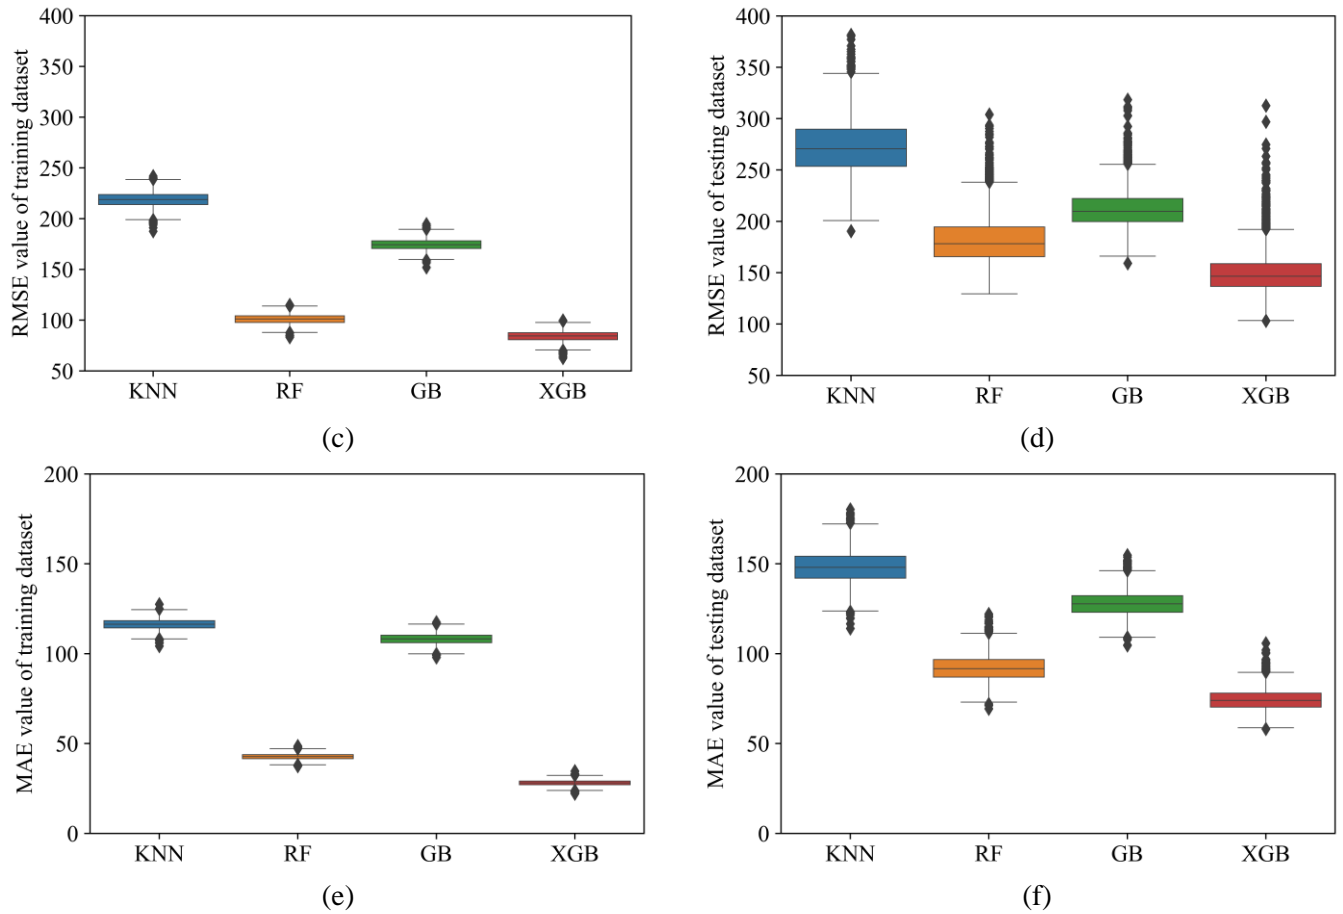 RMSE value of training dataset
400
350
300
250
200
150
100
50
KNN RF GB XGB
(c)
RMSE value of testing dataset
400
350
300
250
200
150
100
50
KNN RF GB XGB
(d)
MAE value of training dataset
200
150
100
50
0
KNN RF GB XGB
(e)
MAE value of testing dataset
200
150
100
50
0
KNN RF GB XGB
(f)